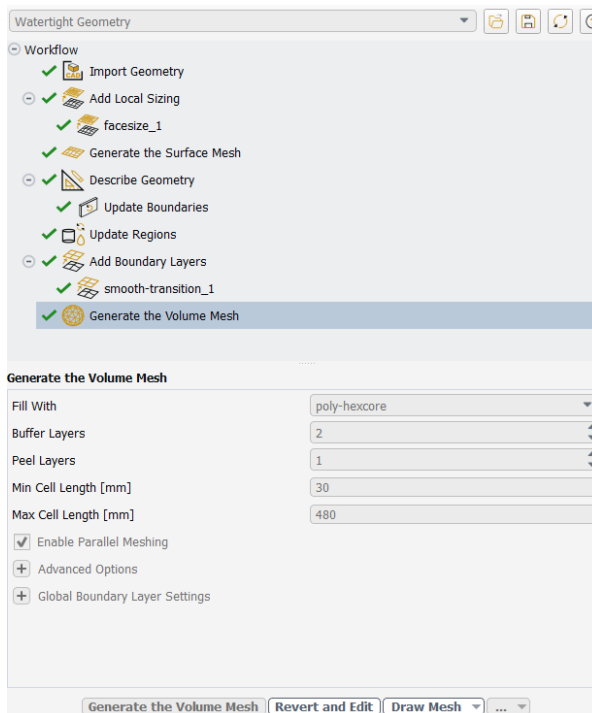 Watertight Geometry
Workflow
Import Geometry
Add Local Sizing
facesize_1
Generate the Surface Mesh
Describe Geometry
Update Boundaries
Update Regions
Add Boundary Layers
smooth-transition_1
Generate the Volume Mesh
Generate the Volume Mesh
Fill With poly-hexcore
Buffer Layers 2
Peel Layers 1
Min Cell Length [mm] 30
Max Cell Length [mm] 480
Enable Parallel Meshing
Advanced Options
Global Boundary Layer Settings
Generate the Volume Mesh Revert and Edit Draw Mesh ...